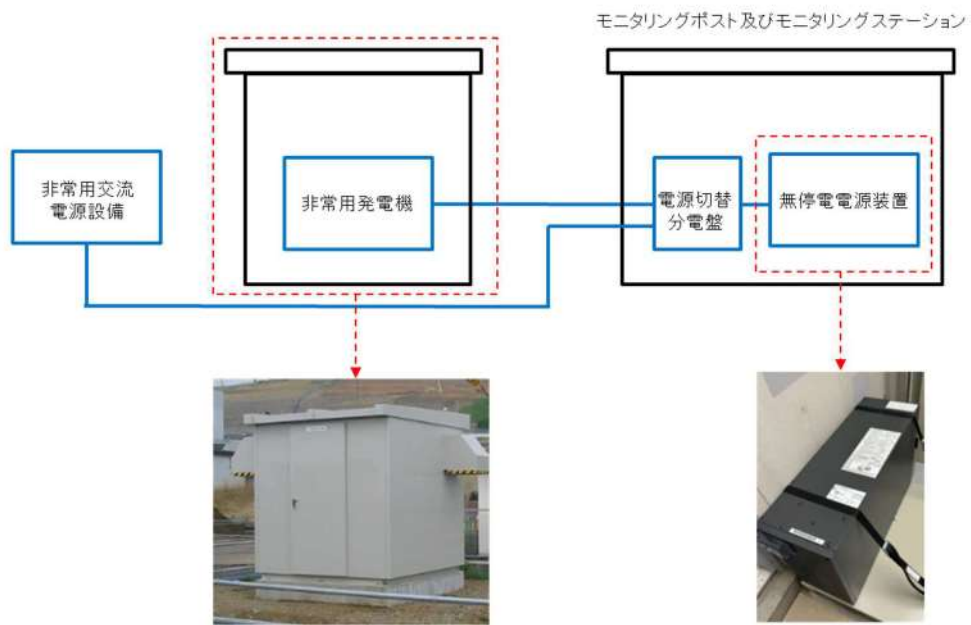 モニタリングポスト及びモニタリングステーション
非常用交流
電源設備
非常用発電機
電源切替
分電盤
無停電電源装置